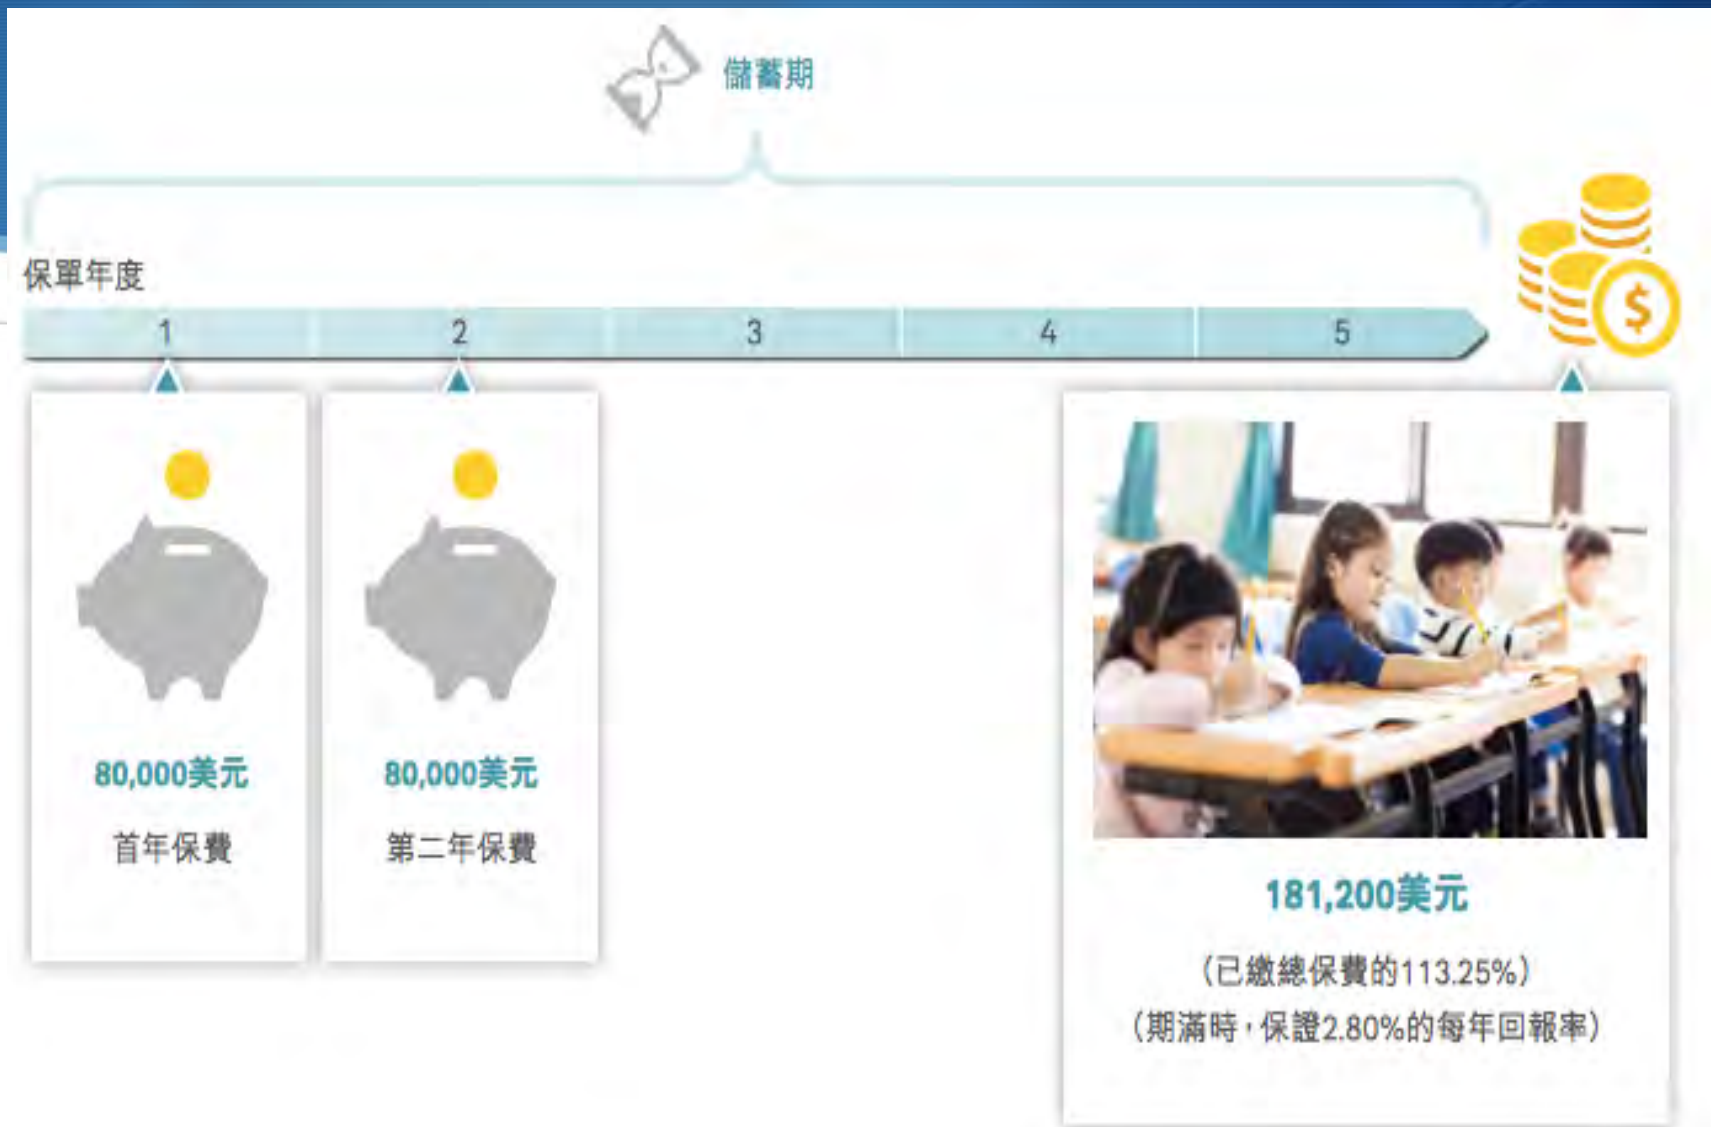 儲蓄期
保單年度
1 2 3 4 5
$
80,000美元
首年保費
80,000美元
第二年保費
181,200美元
(已繳總保費的113.25%)
(期滿時，保證2.80%的每年回報率)